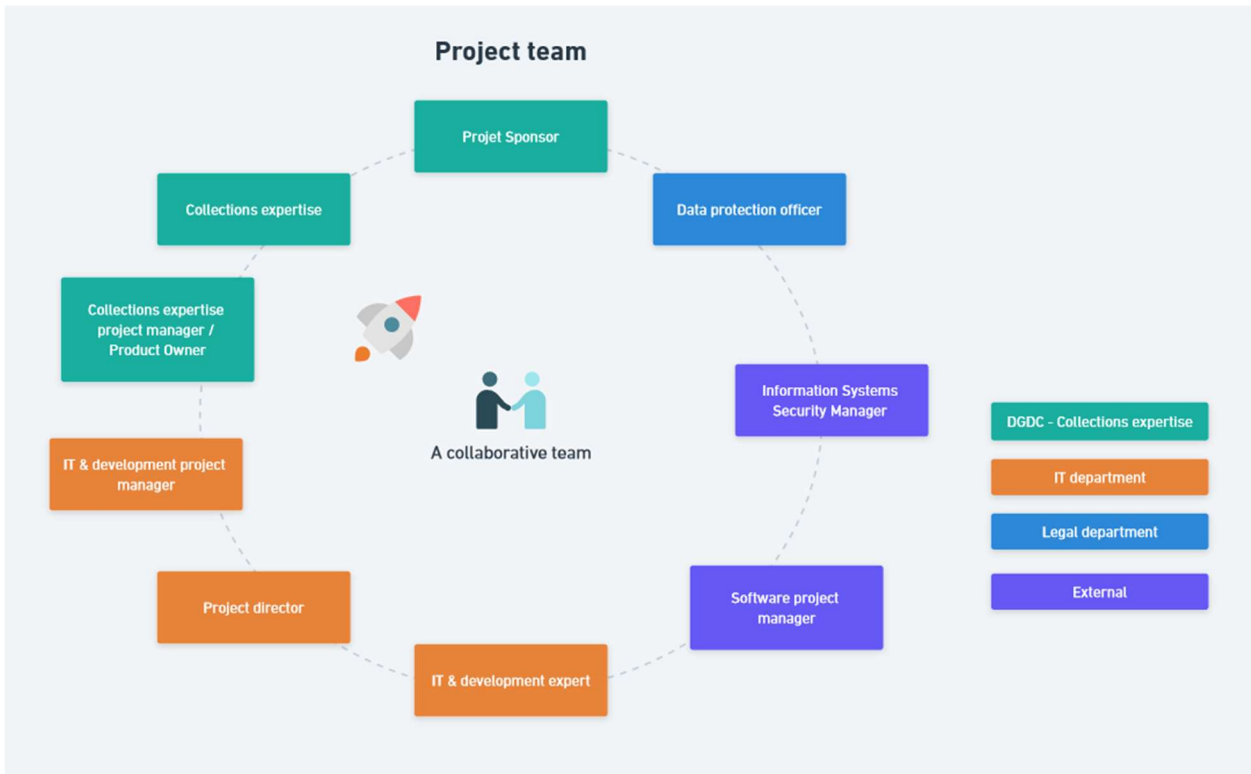 Project team
Projet Sponsor
Collections expertise
Data protection officer
Collections expertise
project manager /
Product Owner
Information Systems
Security Manager
A collaborative team
IT & development project
manager
Project director
Software project
manager
IT & development expert
DGDC - Collections expertise
IT department
Legal department
External